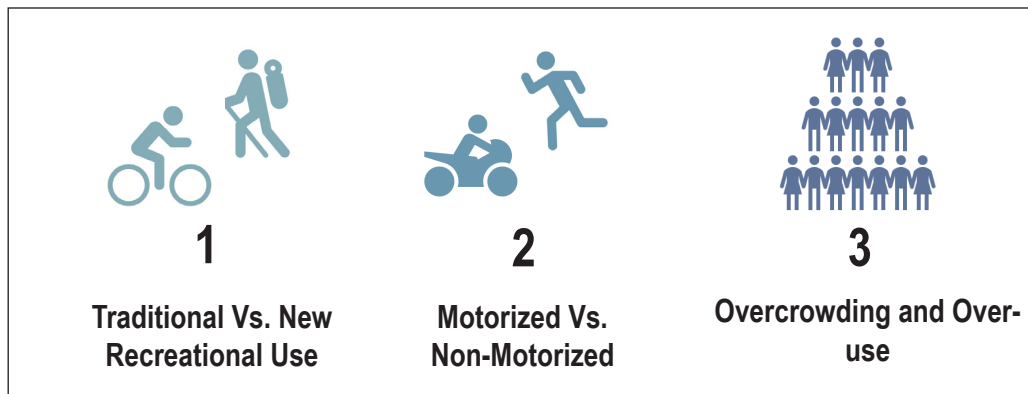 1
Traditional Vs. New
Recreational Use
2
Motorized Vs.
Non-Motorized
3
Overcrowding and Over-
use